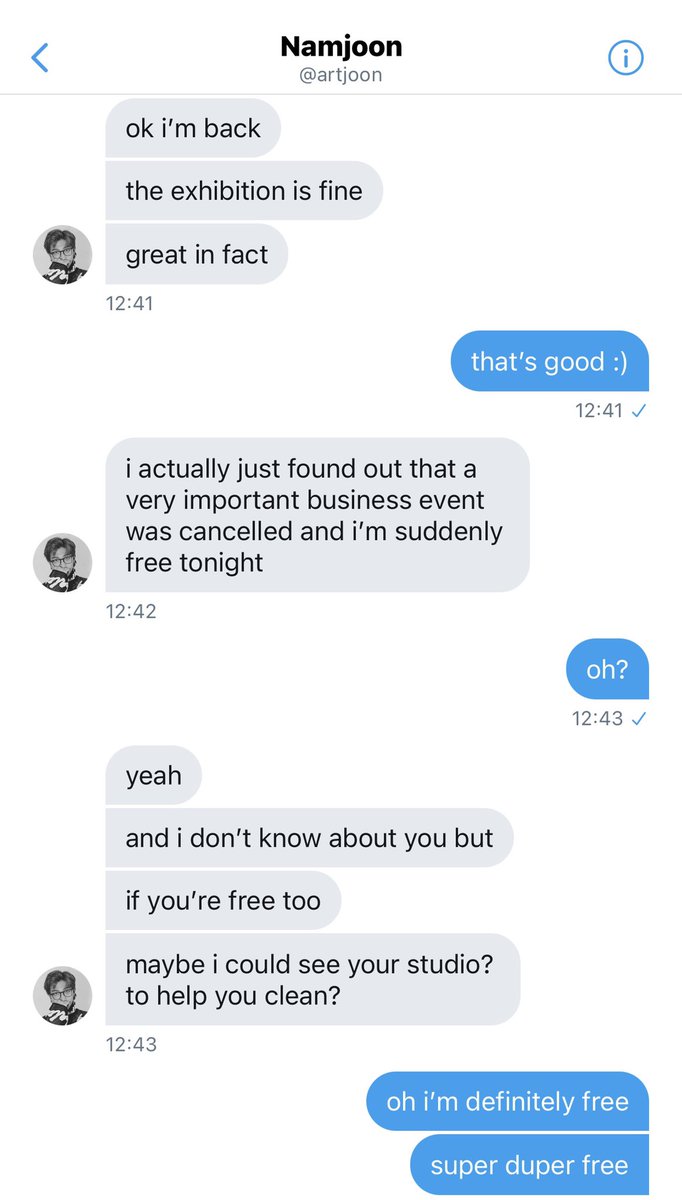 Namjoon
@artjoon
ok i’m back
the exhibition is fine
great in fact
12:41
that’s good :)
12:41
i actually just found out that a
very important business event
was cancelled and i’m suddenly
free tonight
12:42
oh?
12:43
yeah
and i don’t know about you but
if you’re free too
maybe i could see your studio?
to help you clean?
12:43
oh i’m definitely free
super duper free